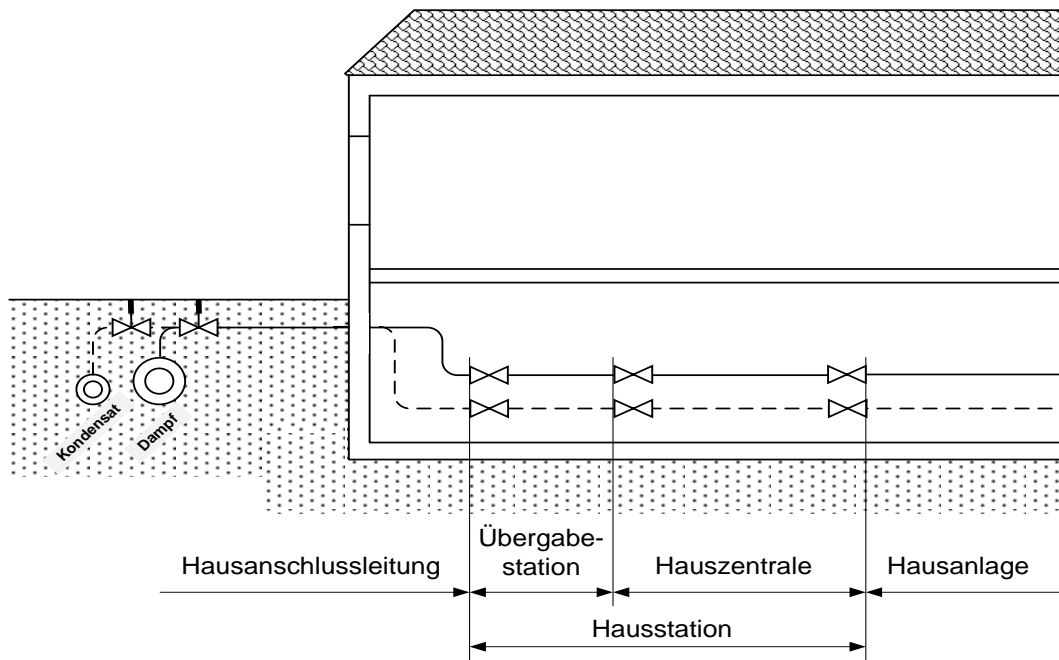 Kondensat
Dampf
Übergabe-
station
Hausanschlussleitung
Hauszentrale
Hausanlage
Hausstation